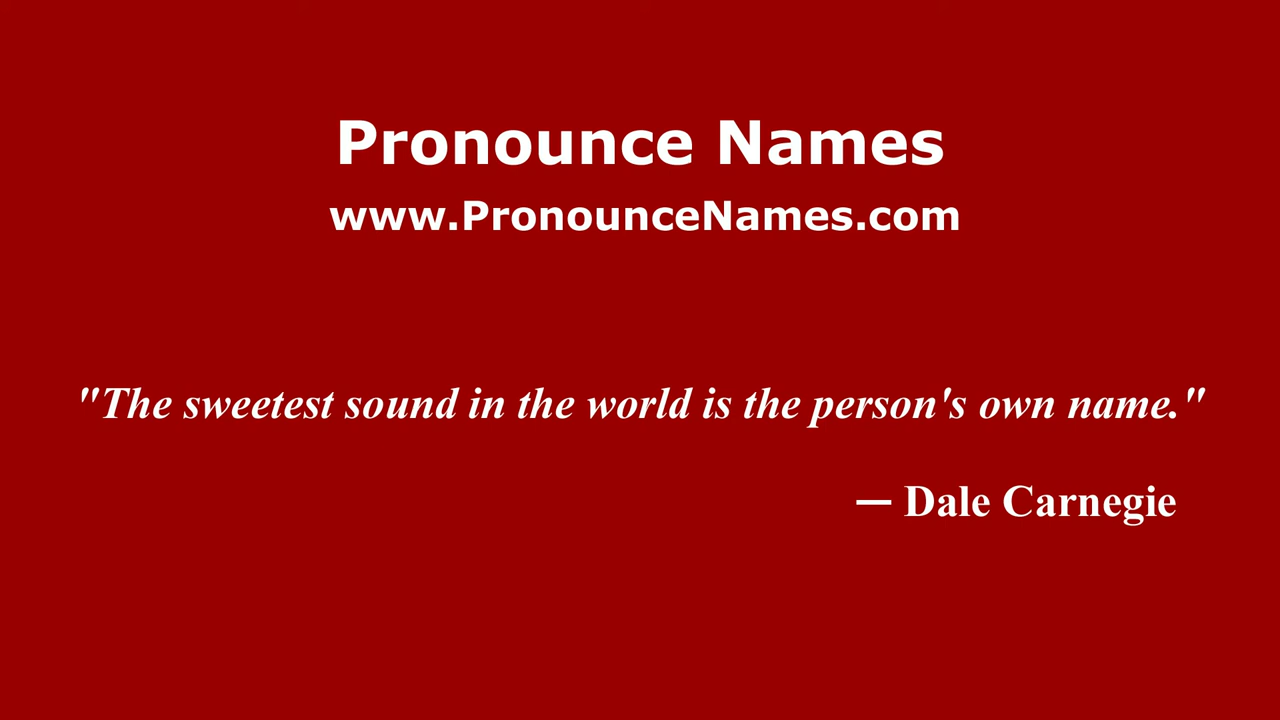 Pronounce Names
www.PronounceNames.com
"The sweetest sound in the world is the person's own name."
— Dale Carnegie